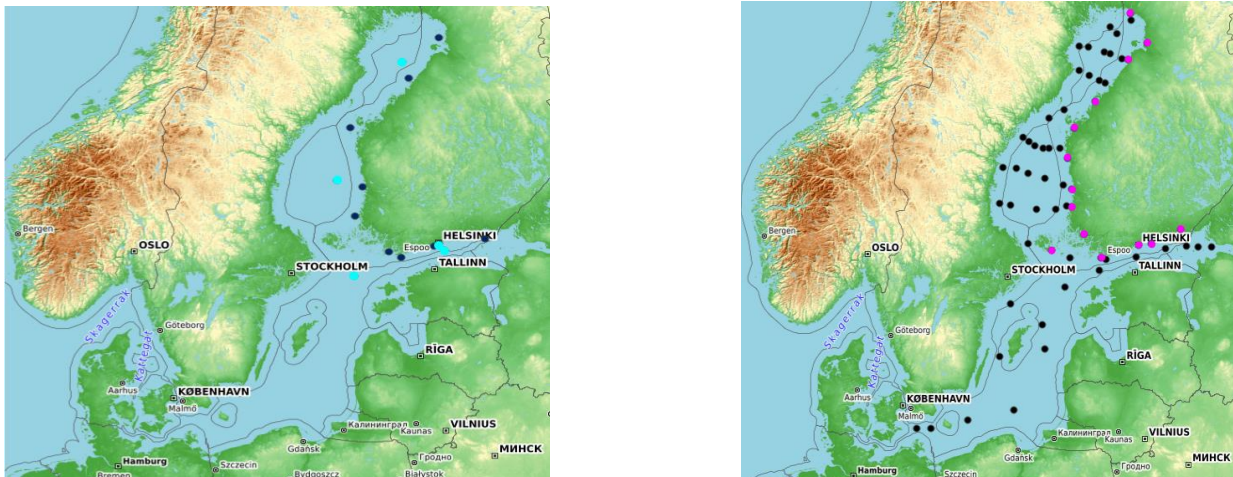 HELSINKI
Espoo
Bergen
OSLO
TALLINN
STOCKHOLM
Skagerrak
Göteborg
Kattegat
RĪGA
Aarhus
KØBENHAVN
Malmö
Калининград
Kaunas
VILNIUS
Gdańsk
Гродно
МИНСК
Hamburg
Szczecin
Bremen
Bydgoszcz
Białystok
HELSINKI
Bergen
Espoo
OSLO
TALLINN
STOCKHOLM
Skagerrak
Göteborg
Kattegat
RĪGA
Aarhus
KØBENHAVN
Malmö
Калининград
Kaunas
VILNIUS
Gdańsk
МИНСК
Hamburg
Szczecin
Гродно